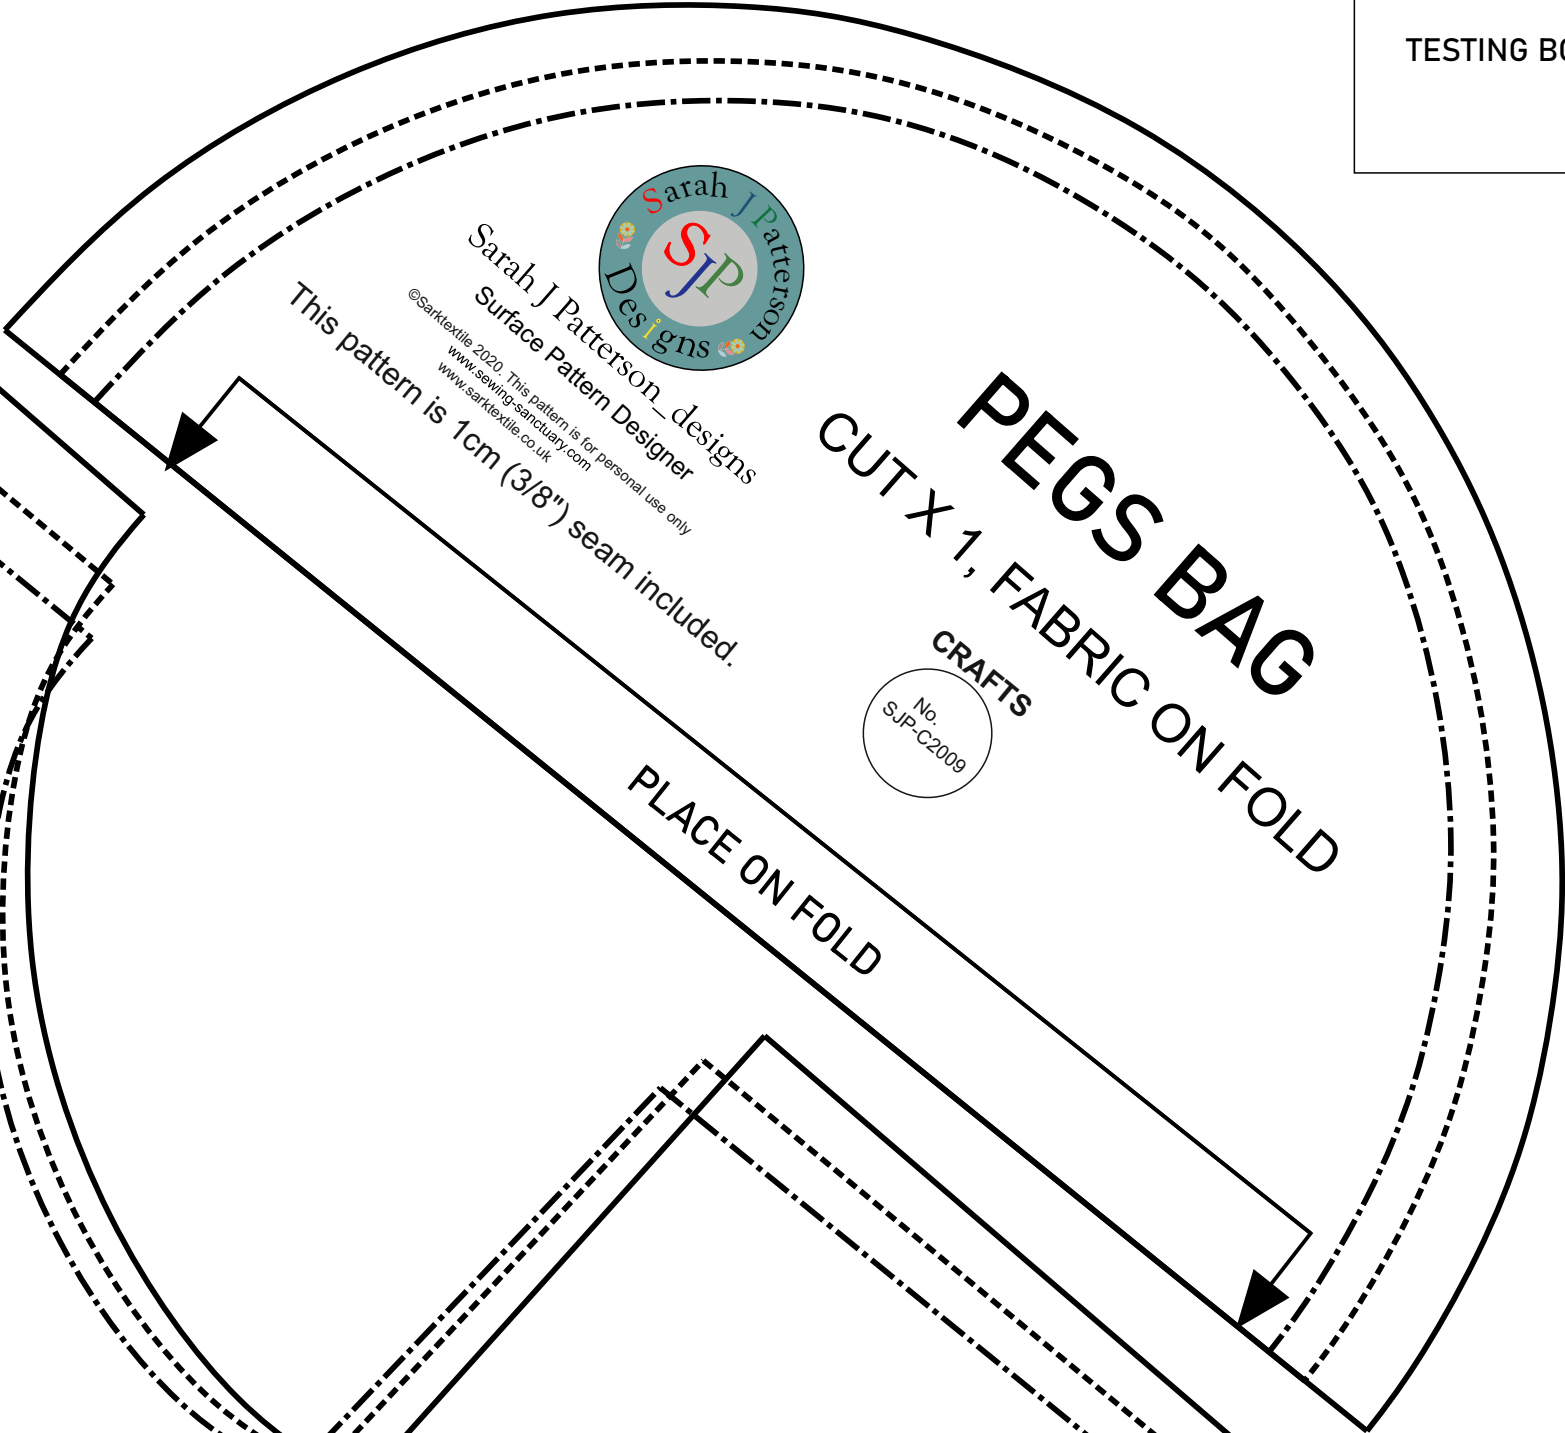 TESTING
Sarah J Patterson
Designs
SJP
Sarah J Patterson_designs
Surface Pattern Designer
©Sarktextile 2020. This pattern is for personal use only
www.sewing-sanctuary.com
www.sarktextile.co.uk
This pattern is 1cm (3/8") seam included.
PEGS BAG
CUT X 1, FABRIC ON FOLD
CRAFTS
No.
SJP-C2009
PLACE ON FOLD